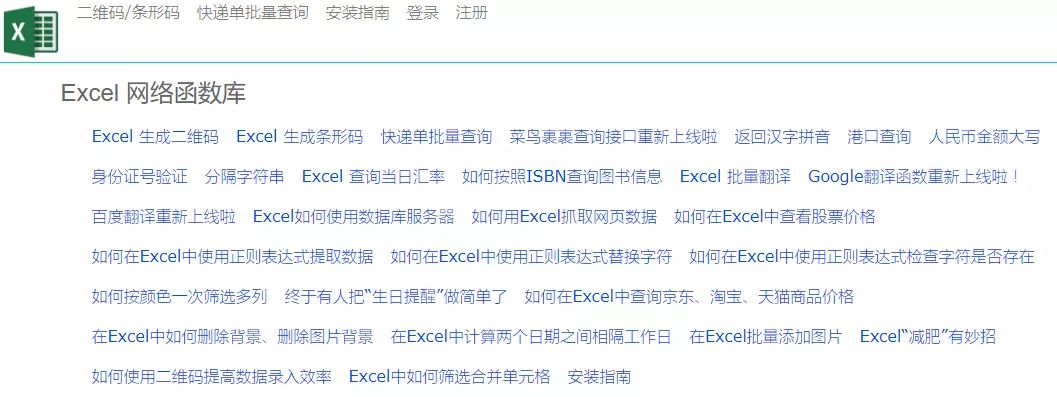 二维码/条形码 快递单批量查询 安装指南 登录 注册
X
Excel 网络函数库
Excel 生成二维码 Excel 生成条形码 快递单批量查询 菜鸟裹裹查询接口重新上线啦 返回汉字拼音 港口查询 人民币金额大写
身份证号验证 分隔字符串 Excel 查询当日汇率 如何按照ISBN查询图书信息 Excel 批量翻译 Google翻译函数重新上线啦！
百度翻译重新上线啦 Excel如何使用数据库服务器 如何用Excel抓取网页数据 如何在Excel中查看股票价格
如何在Excel中使用正则表达式提取数据 如何在Excel中使用正则表达式替换字符 如何在Excel中使用正则表达式检查字符是否存在
如何按颜色一次筛选多列 终于有人把“生日提醒”做简单了 如何在Excel中查询京东、淘宝、天猫商品价格
在Excel中如何删除背景、删除图片背景 在Excel中计算两个日期之间相隔工作日 在Excel批量添加图片 Excel“减肥”有妙招
如何使用二维码提高数据录入效率 Excel中如何筛选合并单元格 安装指南